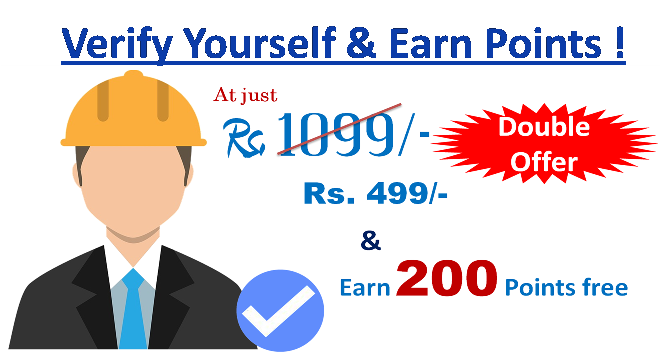 Verify Yourself & Earn Points !
At just
Rs 1099/-
Double
Offer
Rs. 499/-
&
Earn 200 Points free